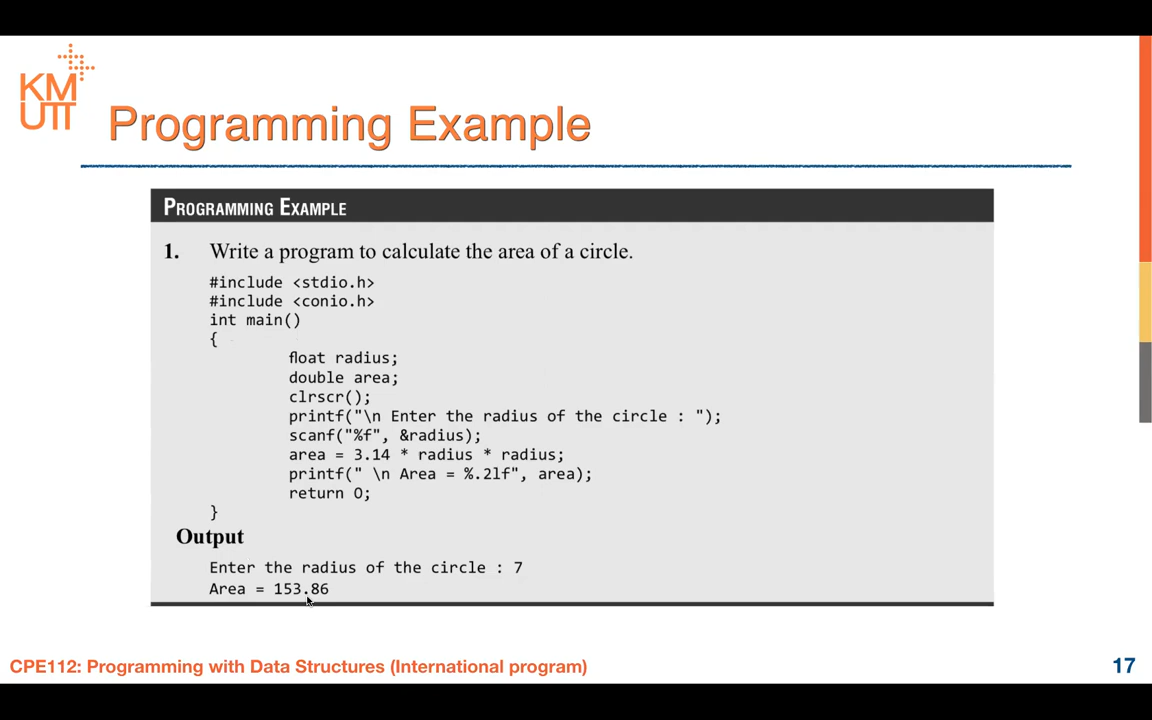 KM
UTT
Programming Example
PROGRAMMING EXAMPLE
1. Write a program to calculate the area of a circle.
#include <stdio.h>
#include <conio.h>
int main()
{
float radius;
double area;
clrscr();
printf("\n Enter the radius of the circle : ");
scanf("%f", &radius);
area = 3.14 * radius * radius;
printf(" \n Area = %.2lf", area);
return 0;
}
Output
Enter the radius of the circle : 7
Area = 153.86
CPE112: Programming with Data Structures (International program)
17